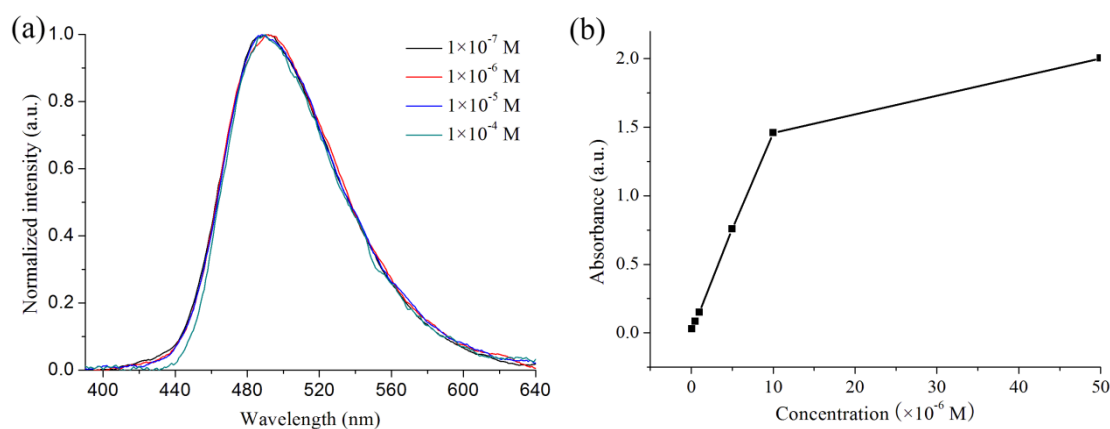 (a)
1.0
0.8
0.6
0.4
0.2
0.0
Normalized intensity (a.u.)
1×10⁻⁷ M
1×10⁻⁶ M
1×10⁻⁵ M
1×10⁻⁴ M
400 440 480 520 560 600 640
Wavelength (nm)
(b)
2.0
1.5
1.0
0.5
0.0
Absorbance (a.u.)
0 10 20 30 40 50
Concentration (×10⁻⁶ M)